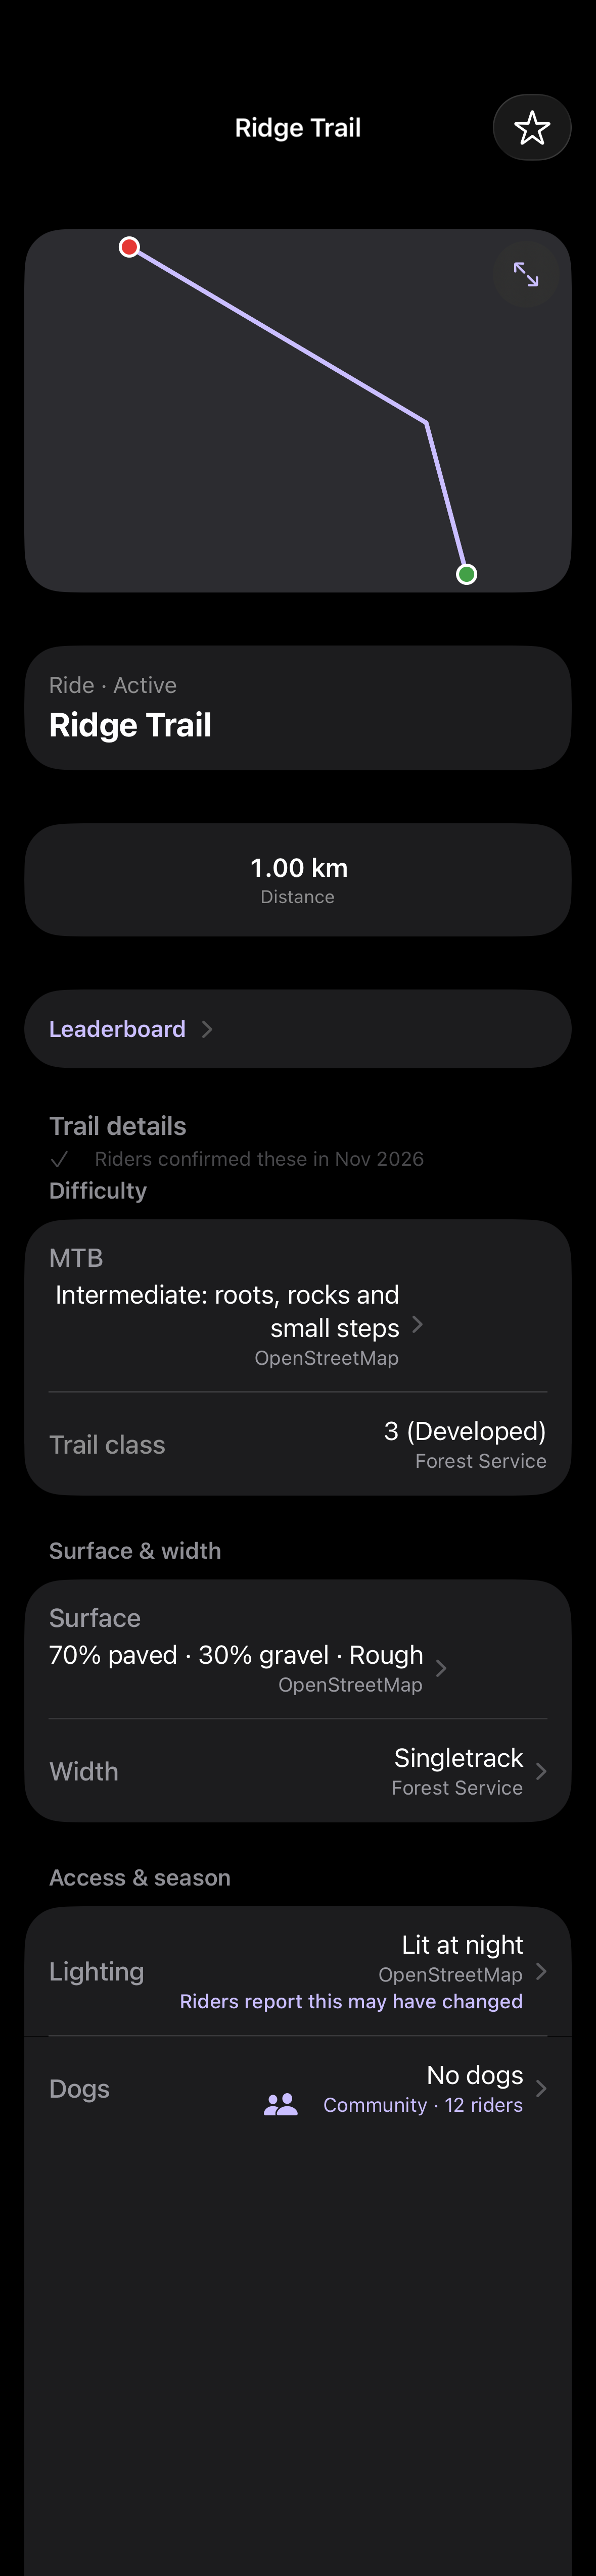 Ridge Trail
Ride · Active
Ridge Trail
1.00 km
Distance
Leaderboard
Trail details
Riders confirmed these in Nov 2026
Difficulty
MTB
Intermediate: roots, rocks and
small steps
OpenStreetMap
Trail class
3 (Developed)
Forest Service
Surface & width
Surface
70% paved · 30% gravel · Rough
OpenStreetMap
Width
Singletrack
Forest Service
Access & season
Lighting
Lit at night
OpenStreetMap
Riders report this may have changed
Dogs
No dogs
Community · 12 riders